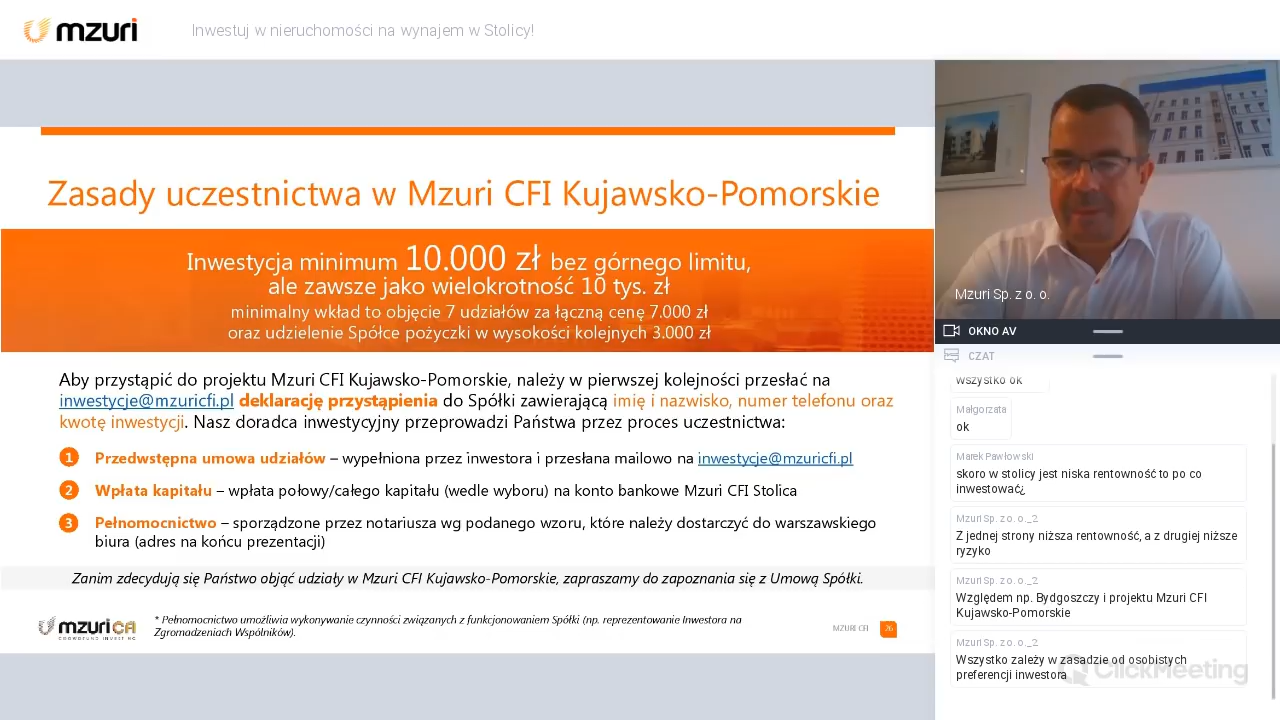 mzuri
Inwestuj w nieruchomości na wynajem w Stolicy!
Zasady uczestnictwa w Mzuri CFI Kujawsko-Pomorskie
Inwestycja minimum 10.000 zł bez górnego limitu,
ale zawsze jako wielokrotność 10 tys. zł
minimalny wkład to objęcie 7 udziałów za łączną cenę 7.000 zł
oraz udzielenie Spółce pożyczki w wysokości kolejnych 3.000 zł
Aby przystąpić do projektu Mzuri CFI Kujawsko-Pomorskie, należy w pierwszej kolejności przesłać na
inwestycje@mzuricfi.pl deklarację przystąpienia do Spółki zawierającą imię i nazwisko, numer telefonu oraz
kwotę inwestycji. Nasz doradca inwestycyjny przeprowadzi Państwa przez proces uczestnictwa:
1 Przedwstępna umowa udziałów – wypełniona przez inwestora i przesłana mailowo na inwestycje@mzuricfi.pl
2 Wpłata kapitału – wpłata połowy/całego kapitału (wedle wyboru) na konto bankowe Mzuri CFI Stolica
3 Pełnomocnictwo – sporządzone przez notariusza wg podanego wzoru, które należy dostarczyć do warszawskiego
biura (adres na końcu prezentacji)
Zanim zdecydują się Państwo objąć udziały w Mzuri CFI Kujawsko-Pomorskie, zapraszamy do zapoznania się z Umową Spółki.
mzuri CFI
CROWDFUND INVESTING
* Pełnomocnictwo umożliwia wykonywanie czynności związanych z funkcjonowaniem Spółki (np. reprezentowanie Inwestora na
Zgromadzeniach Wspólników).
MZURI CFI 26
Mzuri Sp. z o. o.
OKNO AV
CZAT
wszystko ok
Małgorzata
ok
Marek Pawłowski
skoro w stolicy jest niska rentowność to po co
inwestować¿
Mzuri Sp. z o. o._2
Z jednej strony niższa rentowność, a z drugiej niższe
ryzyko
Mzuri Sp. z o. o._2
Względem np. Bydgoszczy i projektu Mzuri CFI
Kujawsko-Pomorskie
Mzuri Sp. z o. o._2
Wszystko zależy w zasadzie od osobistych
preferencji inwestora
ClickMeeting